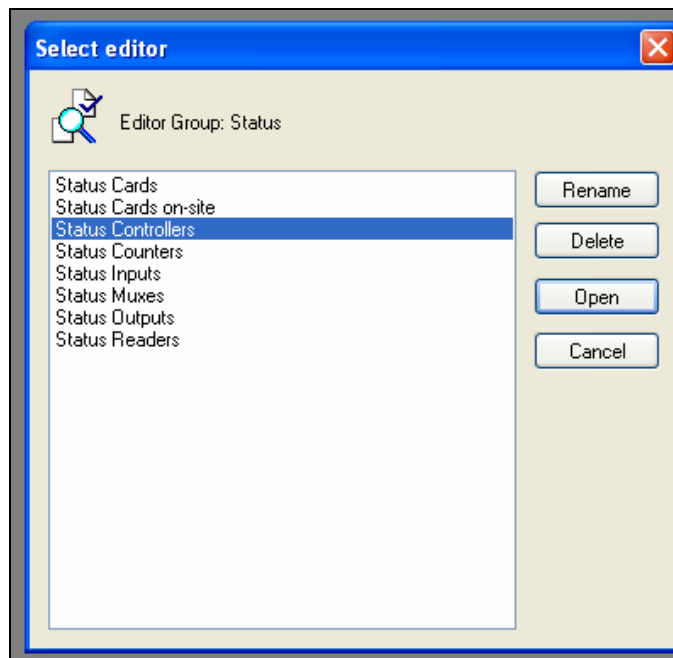 Select editor
Editor Group: Status
Status Cards
Status Cards on-site
Status Controllers
Status Counters
Status Inputs
Status Muxes
Status Outputs
Status Readers
Rename
Delete
Open
Cancel